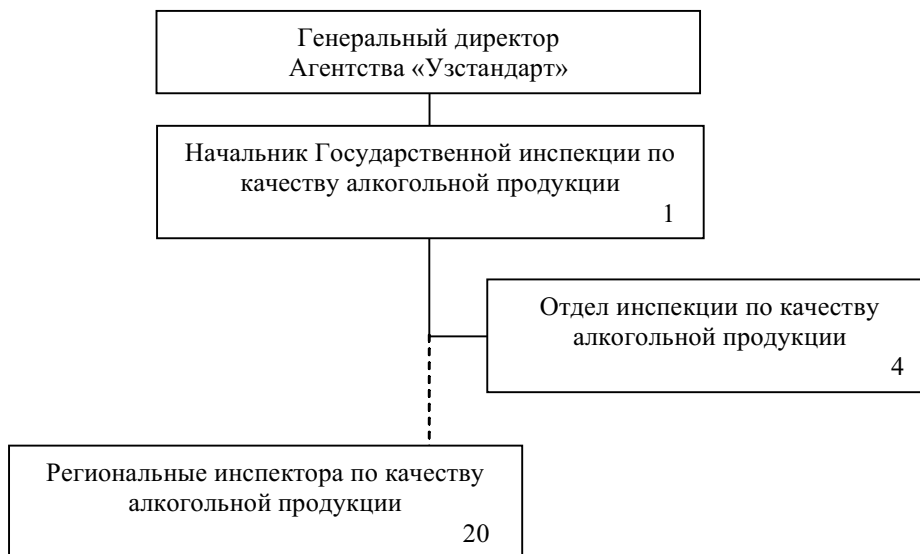 Генеральный директор
Агентства «Узстандарт»
Начальник Государственной инспекции по
качеству алкогольной продукции
1
Отдел инспекции по качеству
алкогольной продукции
4
Региональные инспектора по качеству
алкогольной продукции
20